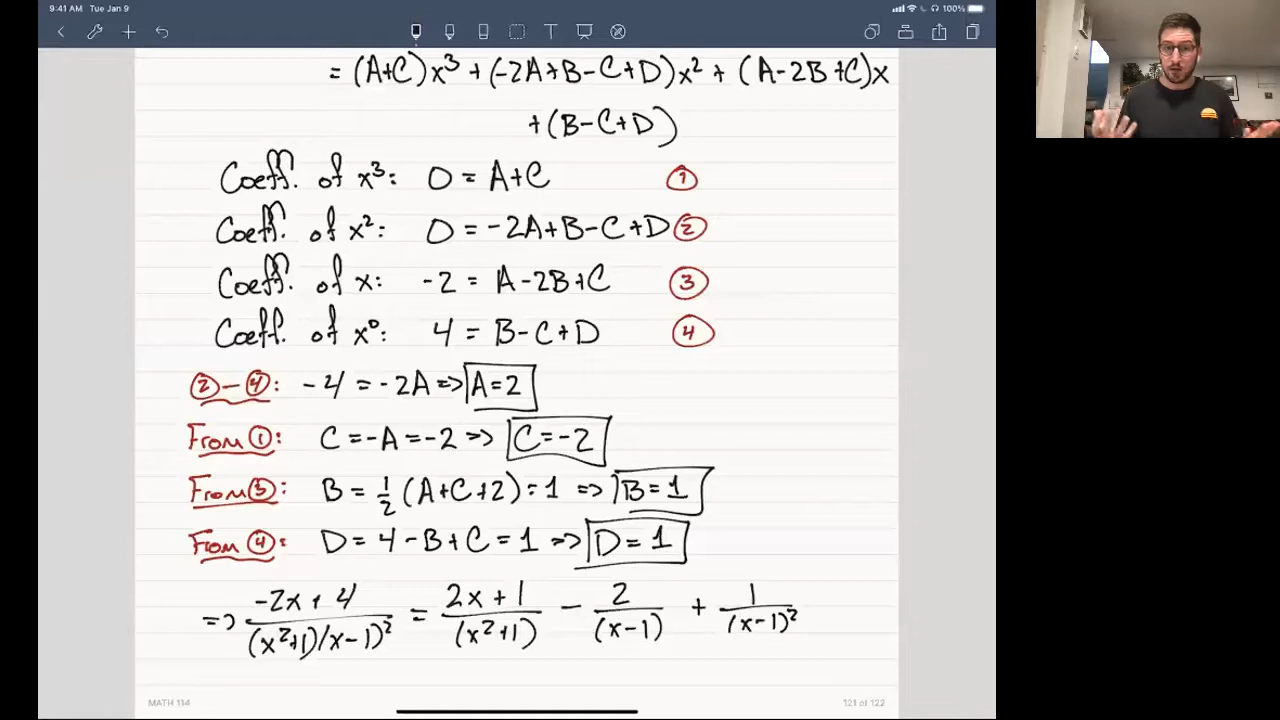 9:41 AM Tue Jan 9
100%
= (A+C)x³ + (-2A+B-C+D)x² + (A-2B+C)x
+(B-C+D)
Coeff. of x³: 0 = A+C ①
Coeff. of x²: 0 = -2A+B-C+D ②
Coeff. of x: -2 = A-2B+C ③
Coeff. of x⁰: 4 = B-C+D ④
②-④: -4 = -2A => A=2
From ①: C = -A = -2 => C=-2
From ③: B = 1/2 (A+C+2) = 1 => B=1
From ④: D = 4-B+C = 1 => D=1
=> (-2x+4)/((x²+1)(x-1)²) = (2x+1)/(x²+1) - 2/(x-1) + 1/(x-1)²
MATH 114
121 of 122